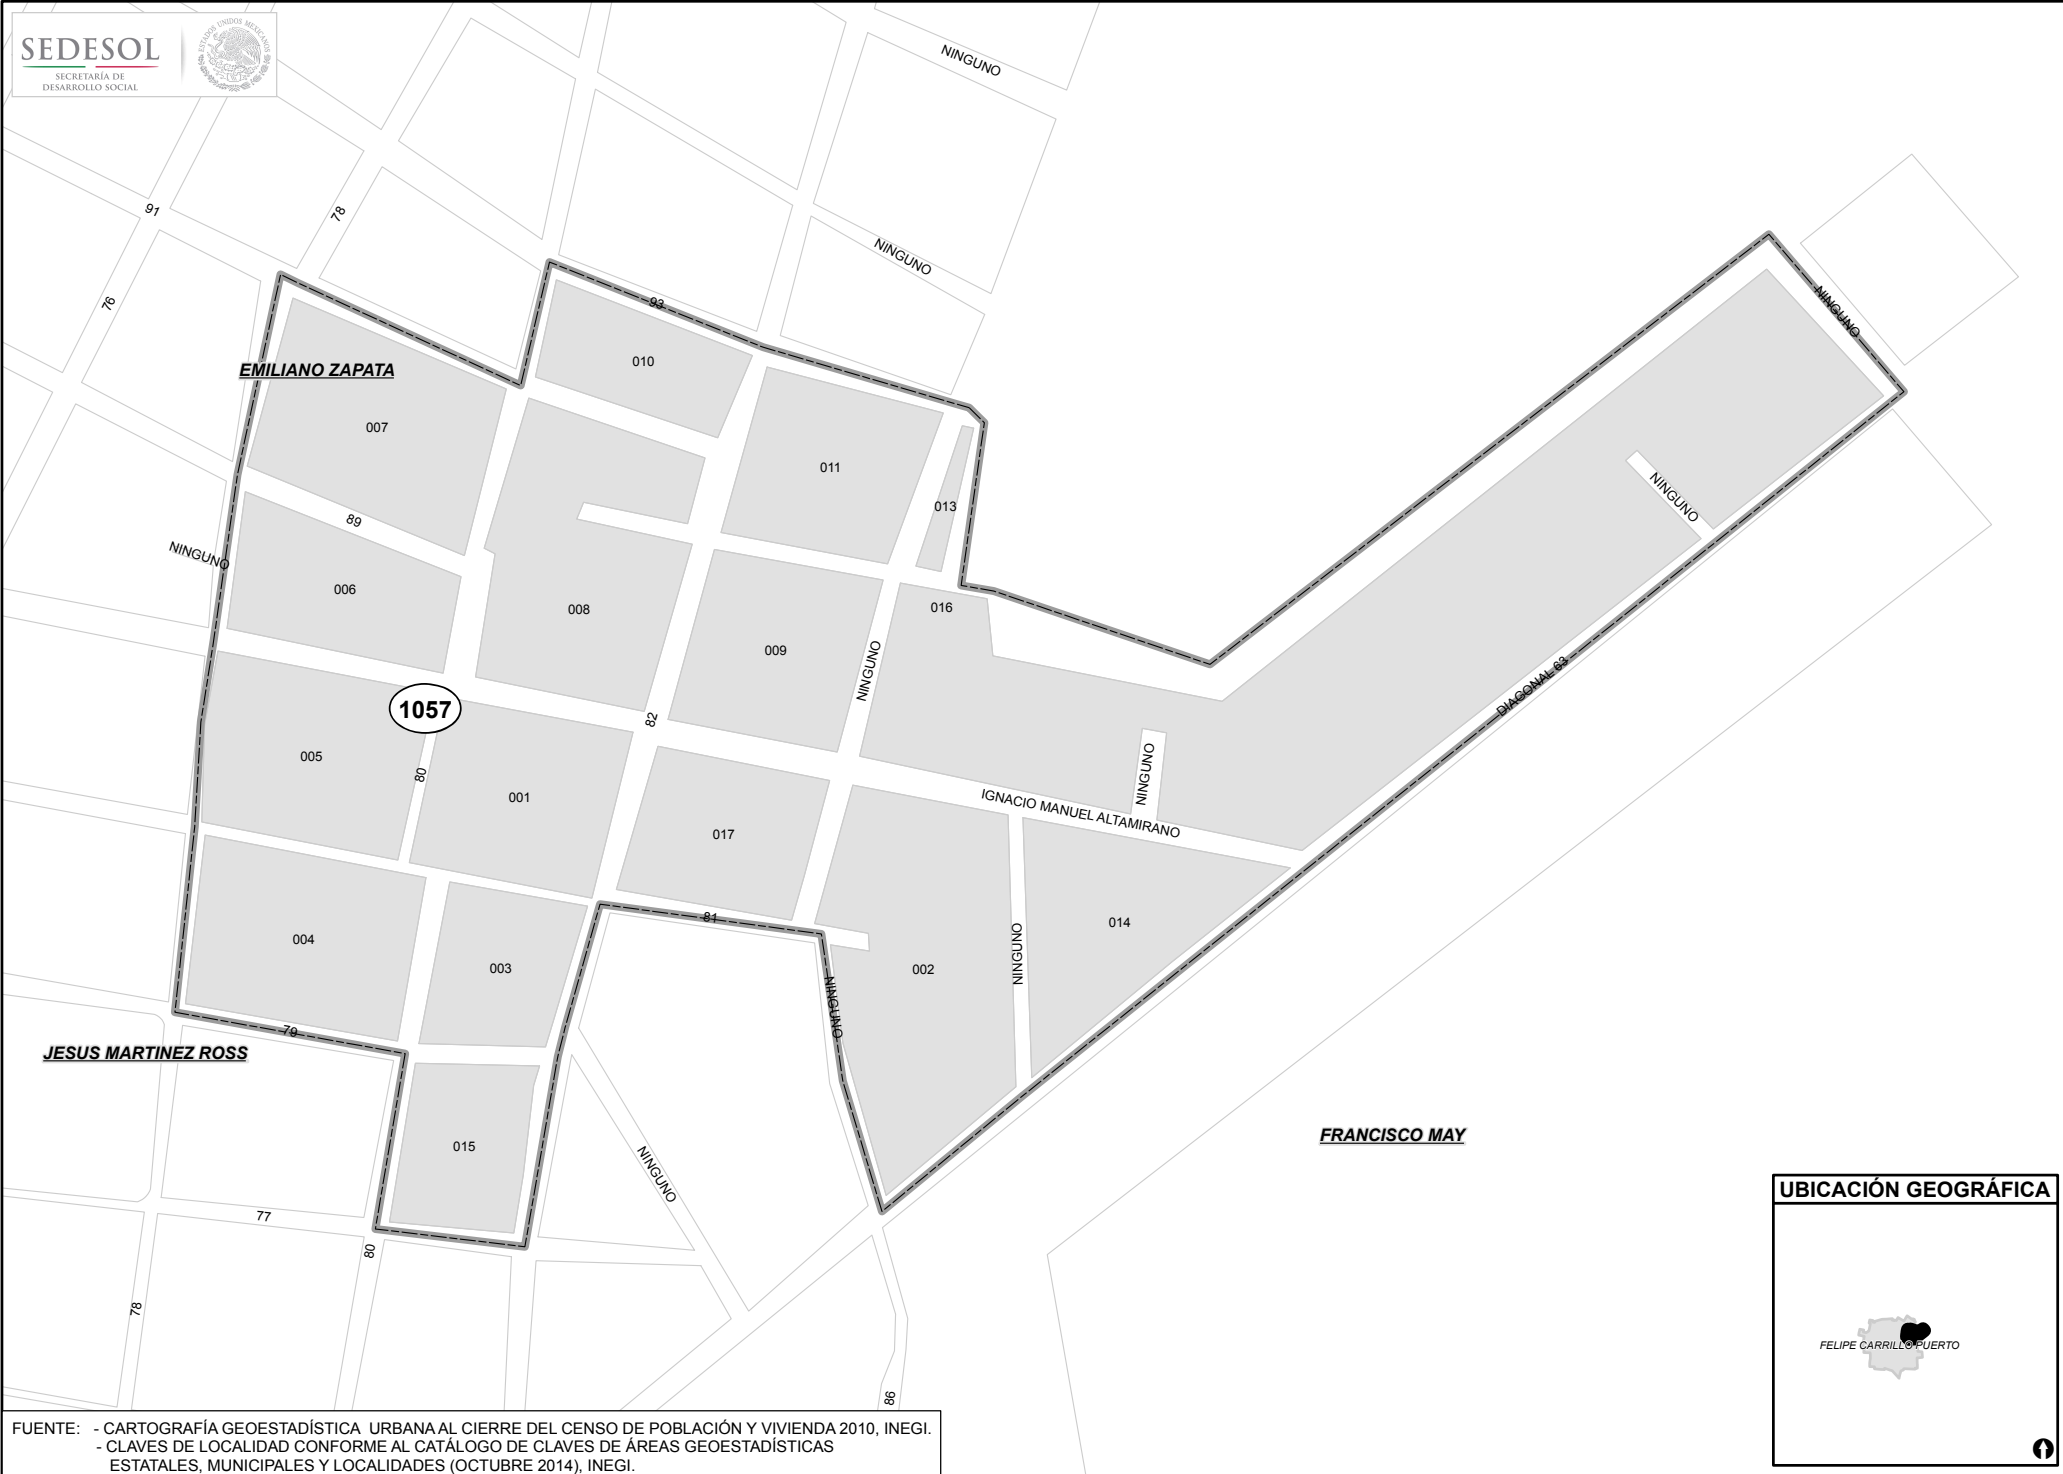 SEDESOL
SECRETARÍA DE
DESARROLLO SOCIAL
ESTADOS UNIDOS MEXICANOS
NINGUNO
91
78
76
NINGUNO
93
NINGUNO
EMILIANO ZAPATA
010
007
011
013
NINGUNO
89
NINGUNO
006
008
016
009
NINGUNO
DIAGONAL 63
1057
82
005
80
001
NINGUNO
IGNACIO MANUEL ALTAMIRANO
017
81
014
004
003
002
NINGUNO
NINGUNO
79
JESUS MARTINEZ ROSS
015
NINGUNO
FRANCISCO MAY
77
80
78
86
UBICACIÓN GEOGRÁFICA
FELIPE CARRILLO PUERTO
FUENTE: - CARTOGRAFÍA GEOESTADÍSTICA URBANA AL CIERRE DEL CENSO DE POBLACIÓN Y VIVIENDA 2010, INEGI.
- CLAVES DE LOCALIDAD CONFORME AL CATÁLOGO DE CLAVES DE ÁREAS GEOESTADÍSTICAS
ESTATALES, MUNICIPALES Y LOCALIDADES (OCTUBRE 2014), INEGI.